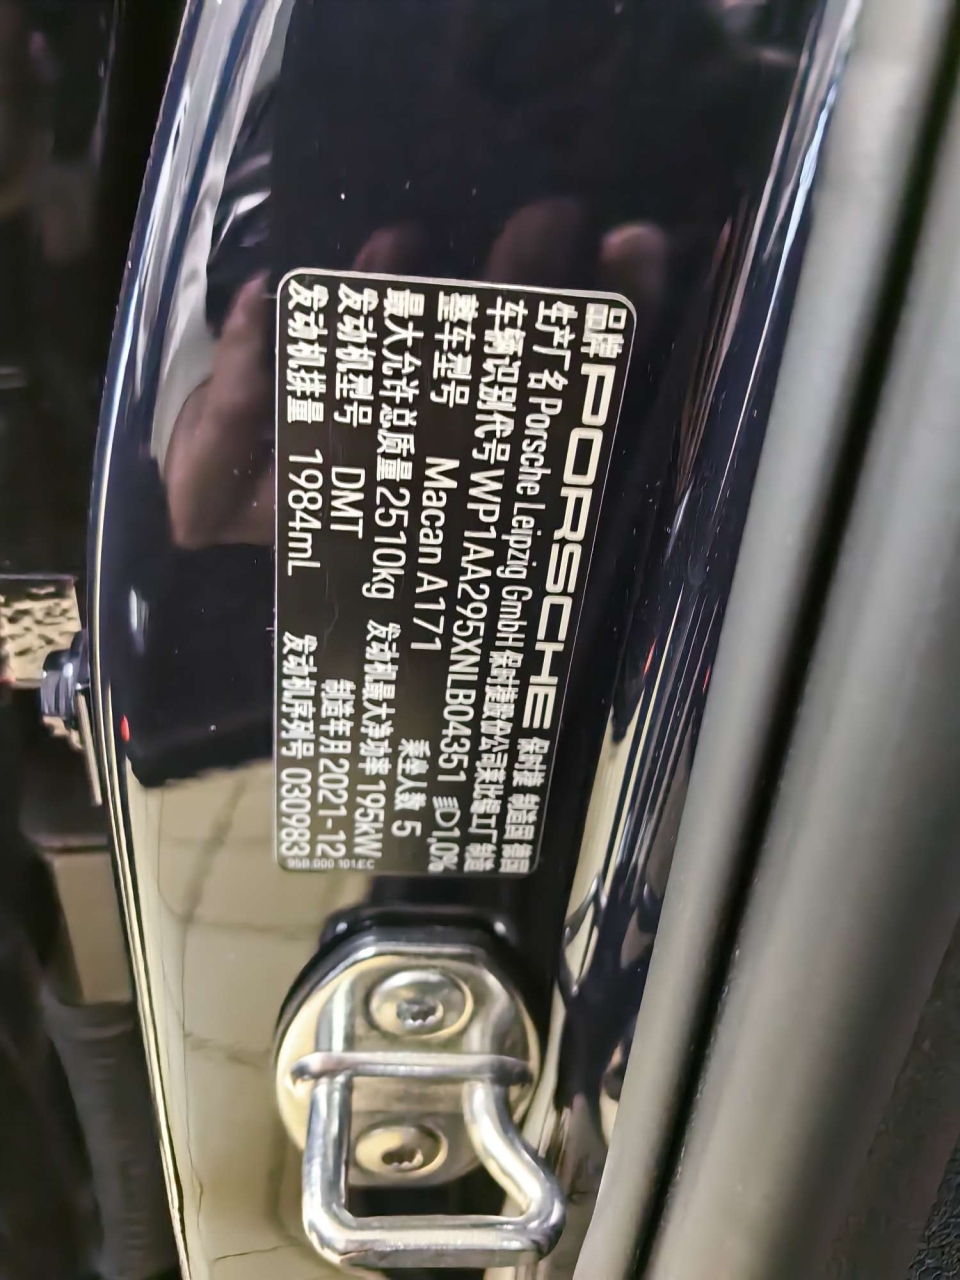 品牌 PORSCHE 保时捷 制造国 德国
生产厂名 Porsche Leipzig GmbH 保时捷股份公司莱比锡工厂制造
车辆识别代号 WP1AA295XNLB04351 D1,0%
整车型号 Macan A171 乘坐人数 5
最大允许总质量 2510kg 发动机最大净功率 195kW
发动机型号 DMT 制造年月 2021-12
发动机排量 1984mL 发动机序列号 030983
95B.000.101.EC